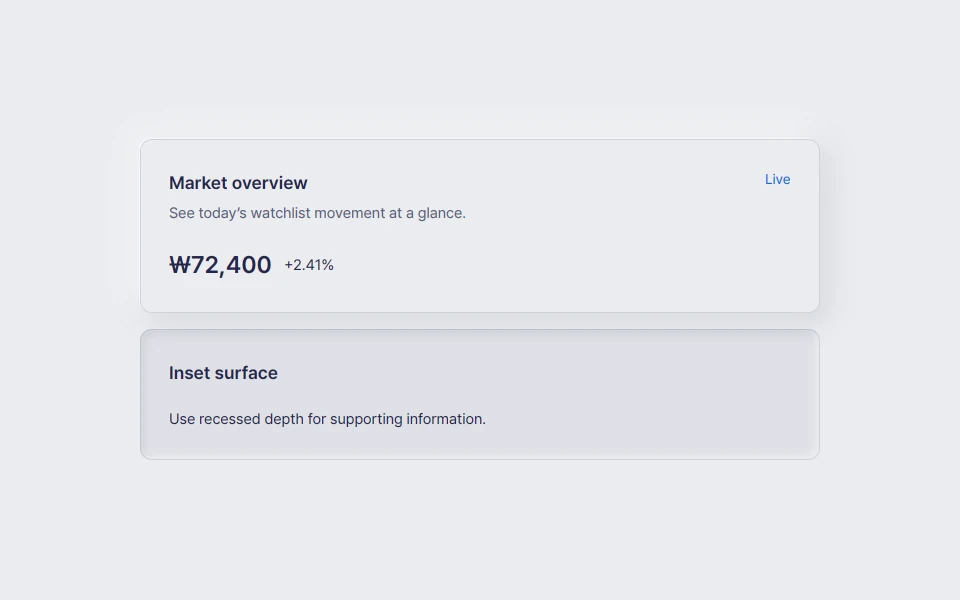 Market overview
Live
See today’s watchlist movement at a glance.
₩72,400 +2.41%
Inset surface
Use recessed depth for supporting information.